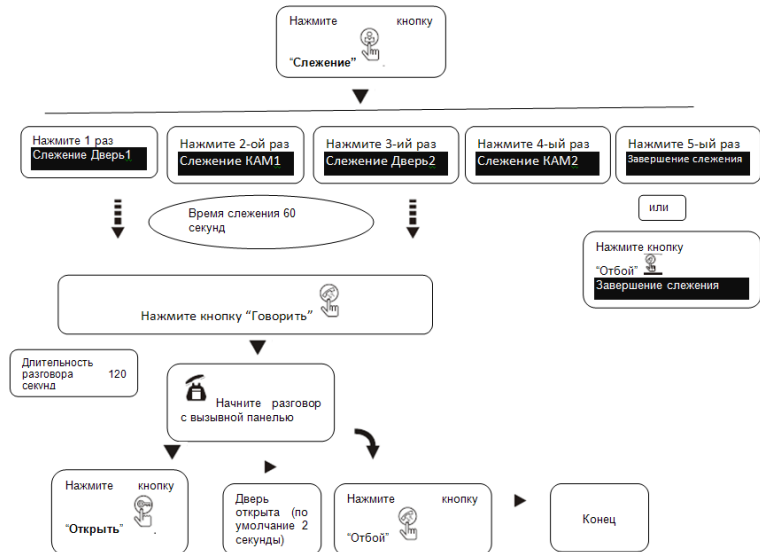 Нажмите кнопку
“Слежение” .
Нажмите 1 раз
Слежение Дверь1
Нажмите 2-ой раз
Слежение КАМ1
Нажмите 3-ий раз
Слежение Дверь2
Нажмите 4-ый раз
Слежение КАМ2
Нажмите 5-ый раз
Завершение слежения
Время слежения 60
секунд
или
Нажмите кнопку
“Отбой”
Завершение слежения
Нажмите кнопку “Говорить”
Длительность
разговора 120
секунд
Начните разговор
с вызывной панелью
Нажмите кнопку
“Открыть” .
Дверь
открыта (по
умолчание 2
секунды)
Нажмите кнопку
“Отбой”
Конец